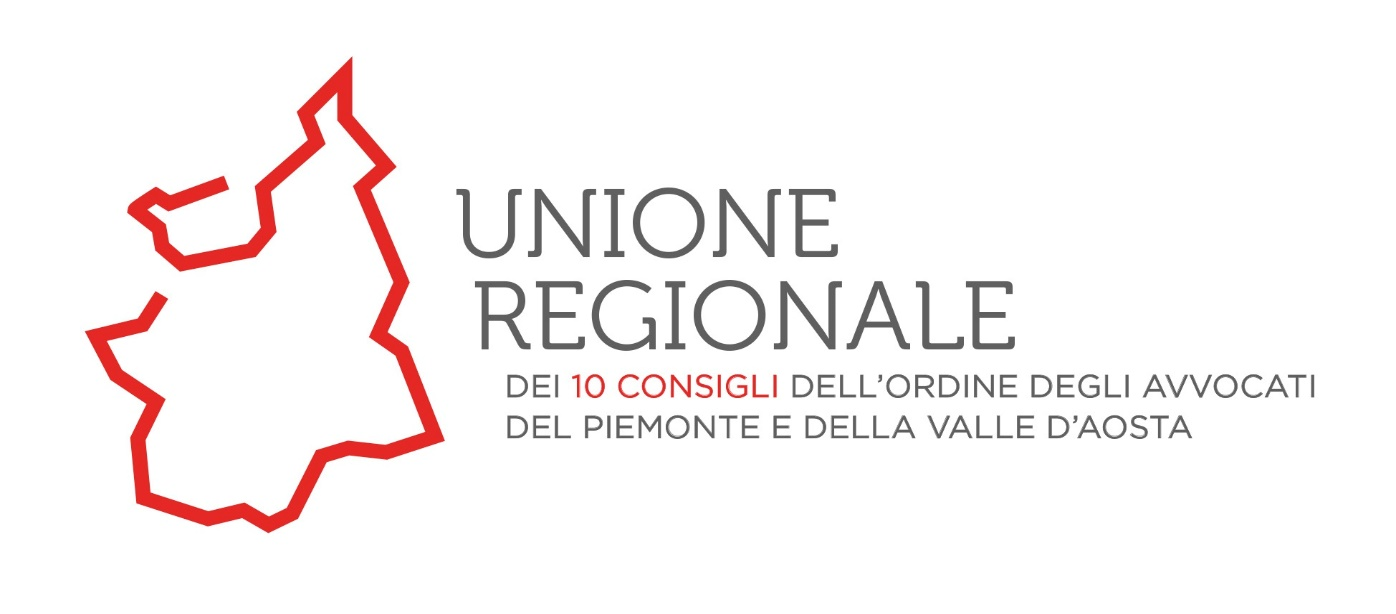 UNIONE
REGIONALE
DEI 10 CONSIGLI DELL'ORDINE DEGLI AVVOCATI
DEL PIEMONTE E DELLA VALLE D'AOSTA